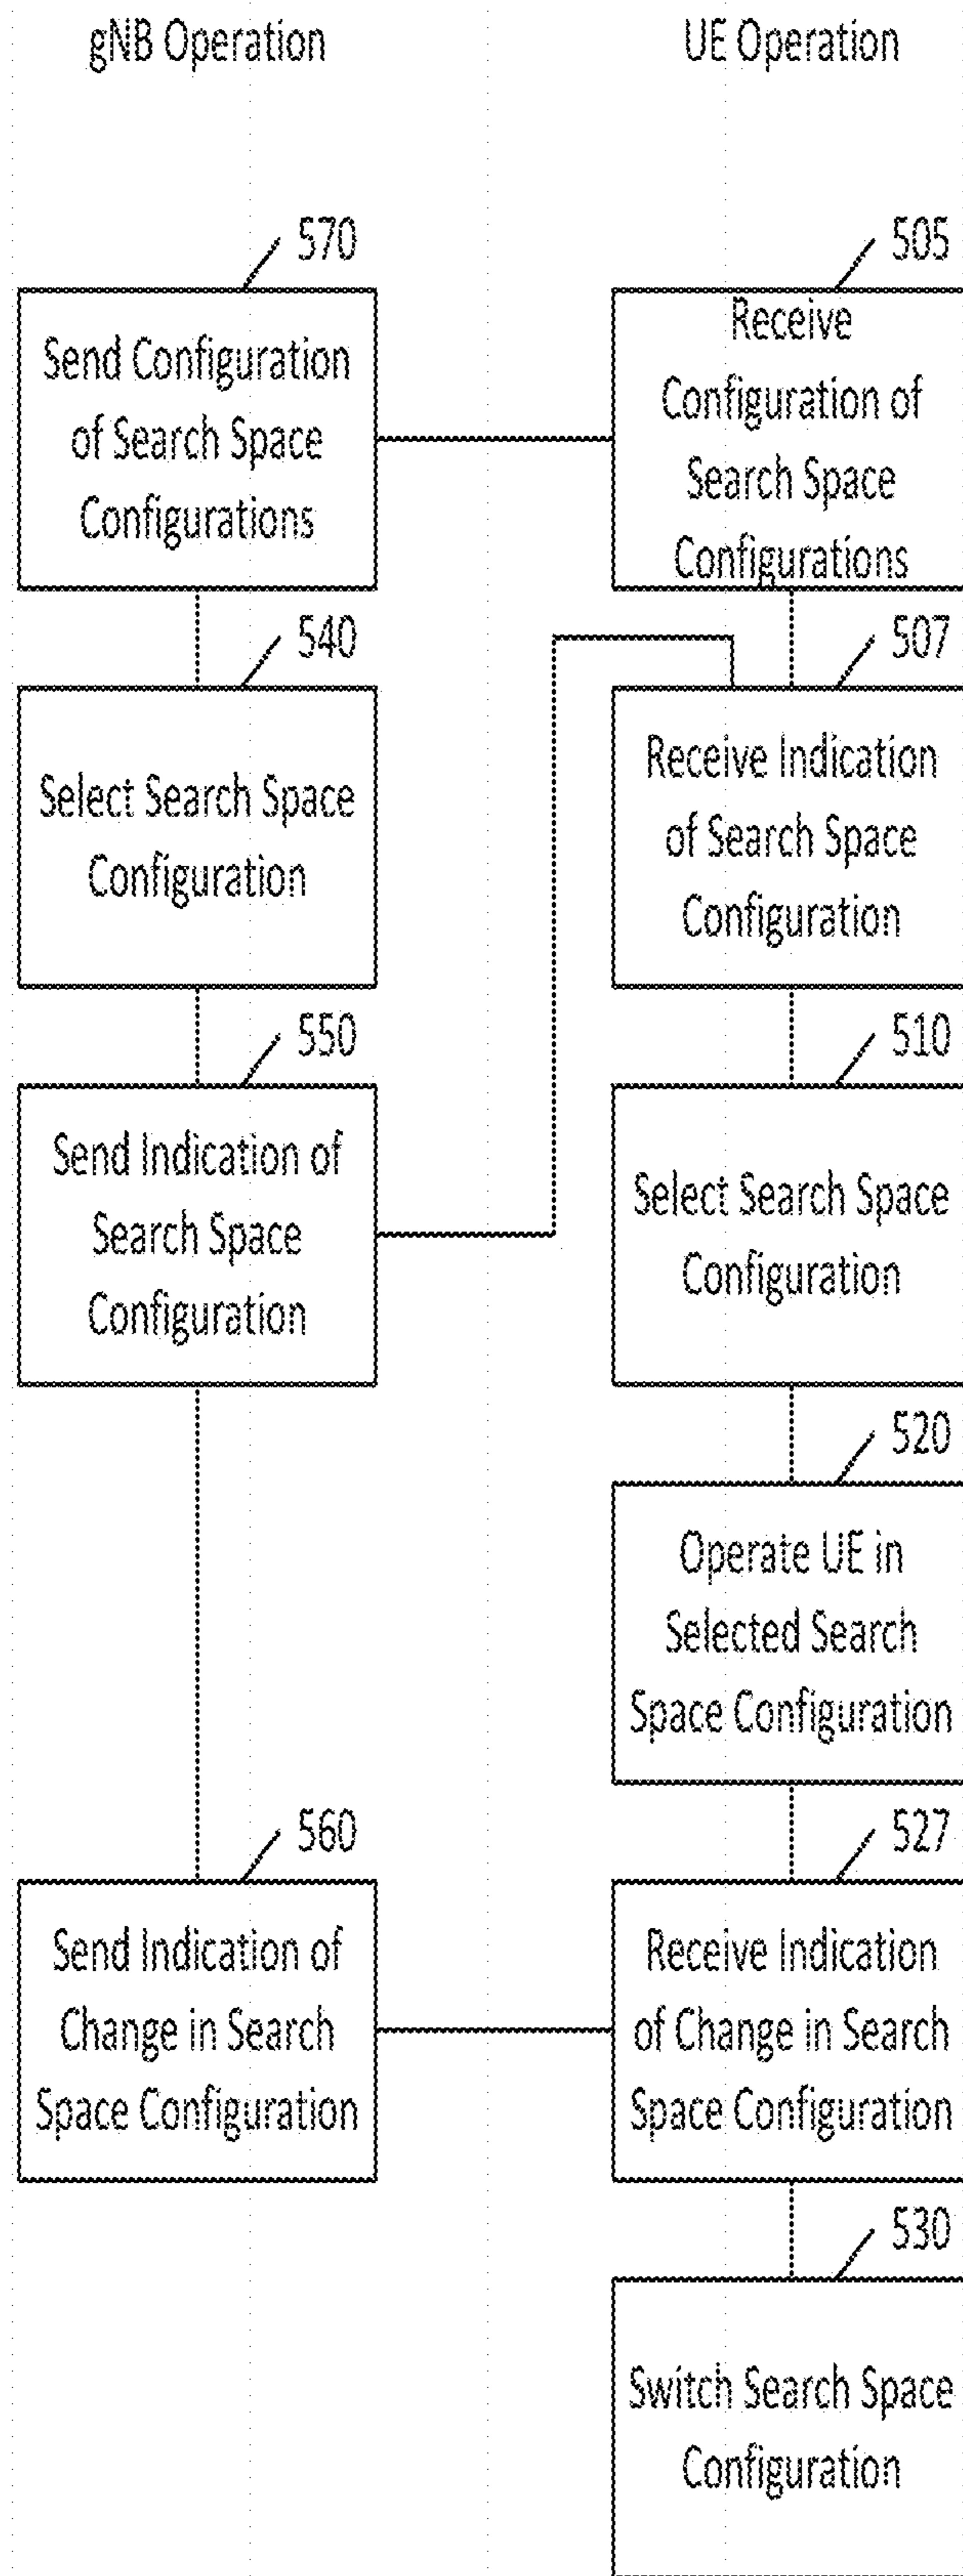 gNB Operation
UE Operation
570
Send Configuration
of Search Space
Configurations
505
Receive
Configuration of
Search Space
Configurations
540
Select Search Space
Configuration
507
Receive Indication
of Search Space
Configuration
550
Send Indication of
Search Space
Configuration
510
Select Search Space
Configuration
520
Operate UE in
Selected Search
Space Configuration
560
Send Indication of
Change in Search
Space Configuration
527
Receive Indication
of Change in Search
Space Configuration
530
Switch Search Space
Configuration